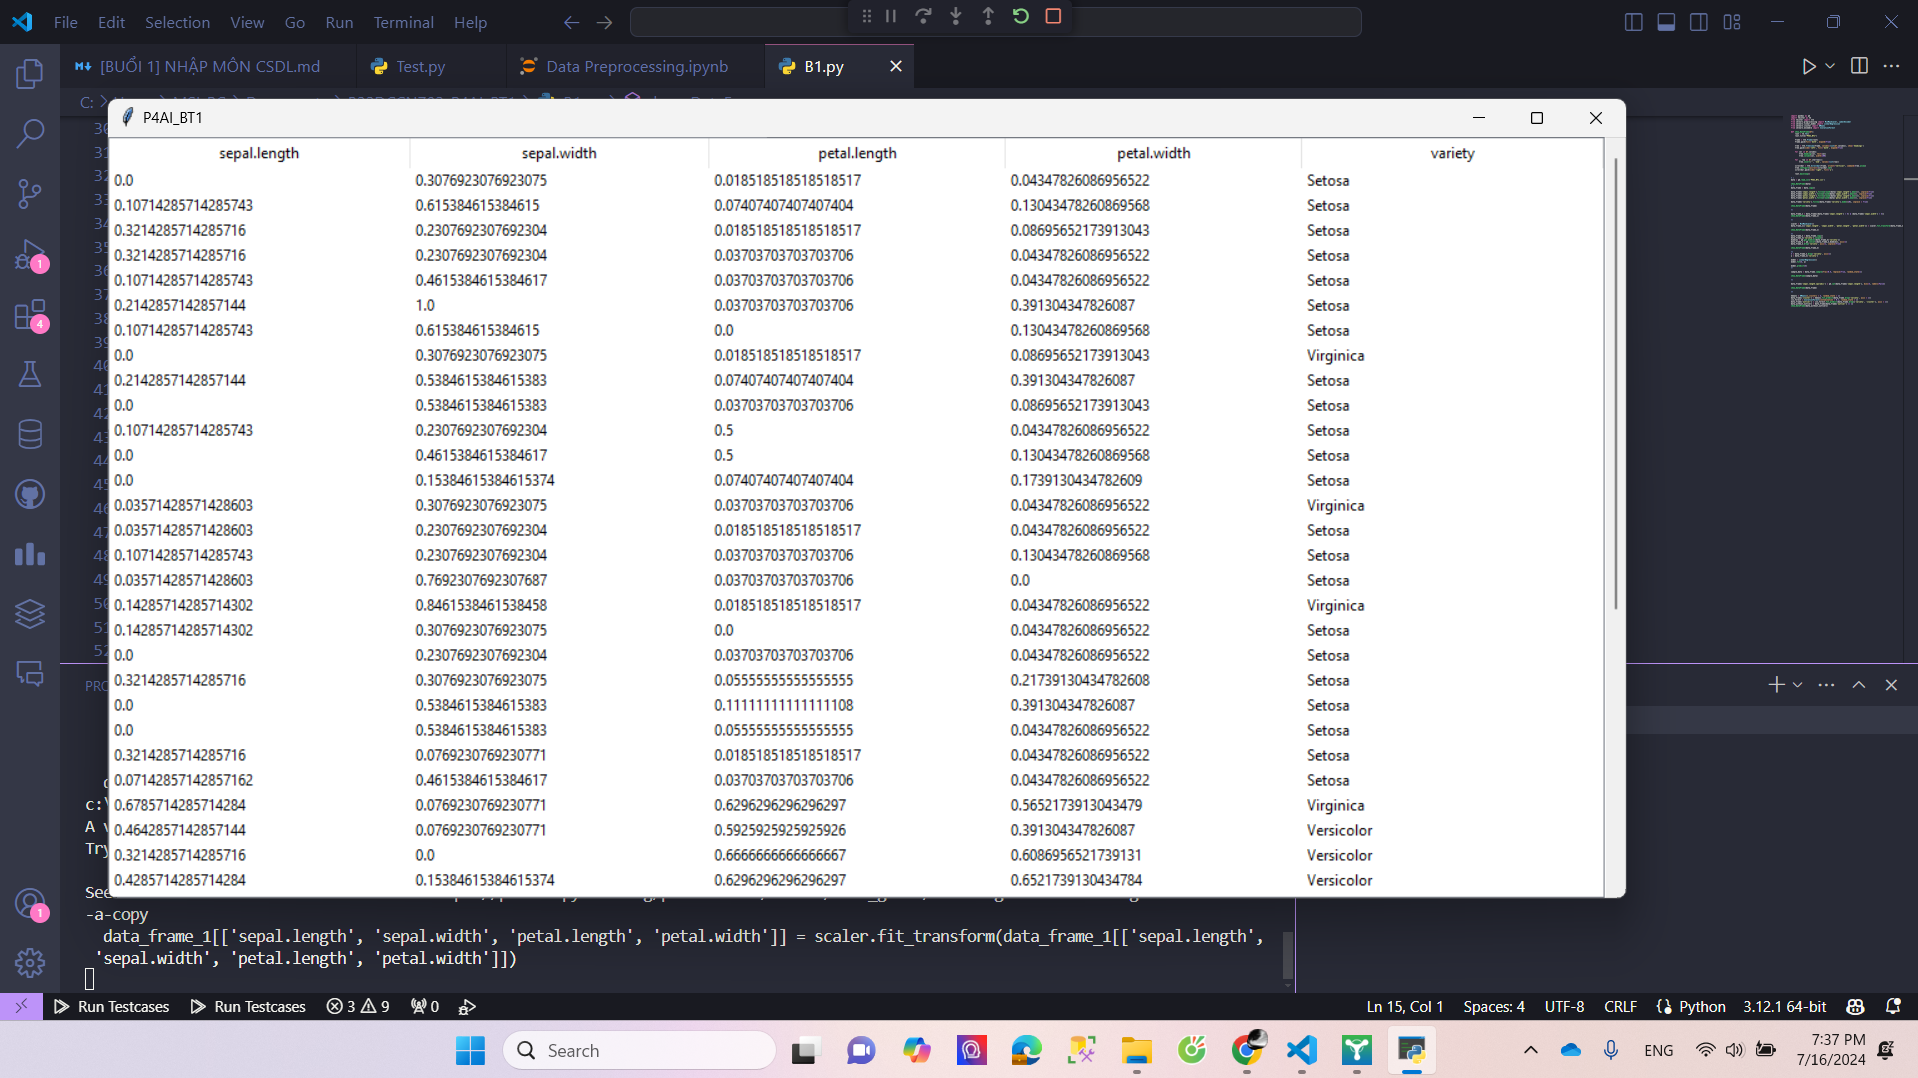 File Edit Selection View Go Run Terminal Help
[BUỔI 1] NHẬP MÔN CSDL.md Test.py Data Preprocessing.ipynb B1.py
C:
P4AI_BT1
sepal.length sepal.width petal.length petal.width variety
0.0 0.3076923076923075 0.018518518518518517 0.04347826086956522 Setosa
0.10714285714285743 0.615384615384615 0.07407407407407404 0.13043478260869568 Setosa
0.3214285714285716 0.2307692307692304 0.018518518518518517 0.08695652173913043 Setosa
0.3214285714285716 0.2307692307692304 0.03703703703703706 0.04347826086956522 Setosa
0.10714285714285743 0.4615384615384617 0.03703703703703706 0.04347826086956522 Setosa
0.2142857142857144 1.0 0.03703703703703706 0.391304347826087 Setosa
0.10714285714285743 0.615384615384615 0.0 0.13043478260869568 Setosa
0.0 0.3076923076923075 0.018518518518518517 0.08695652173913043 Virginica
0.2142857142857144 0.5384615384615383 0.07407407407407404 0.391304347826087 Setosa
0.0 0.5384615384615383 0.03703703703703706 0.08695652173913043 Setosa
0.10714285714285743 0.2307692307692304 0.5 0.04347826086956522 Setosa
0.0 0.4615384615384617 0.5 0.13043478260869568 Setosa
0.0 0.15384615384615374 0.07407407407407404 0.1739130434782609 Setosa
0.03571428571428603 0.3076923076923075 0.03703703703703706 0.04347826086956522 Virginica
0.03571428571428603 0.2307692307692304 0.018518518518518517 0.04347826086956522 Setosa
0.10714285714285743 0.2307692307692304 0.03703703703703706 0.13043478260869568 Setosa
0.03571428571428603 0.7692307692307687 0.03703703703703706 0.0 Setosa
0.14285714285714302 0.8461538461538458 0.018518518518518517 0.04347826086956522 Virginica
0.14285714285714302 0.3076923076923075 0.0 0.04347826086956522 Setosa
0.0 0.2307692307692304 0.03703703703703706 0.04347826086956522 Setosa
0.3214285714285716 0.3076923076923075 0.05555555555555555 0.21739130434782608 Setosa
0.0 0.5384615384615383 0.11111111111111108 0.391304347826087 Setosa
0.0 0.5384615384615383 0.05555555555555555 0.04347826086956522 Setosa
0.3214285714285716 0.0769230769230771 0.018518518518518517 0.04347826086956522 Setosa
0.07142857142857162 0.4615384615384617 0.03703703703703706 0.04347826086956522 Setosa
0.6785714285714284 0.0769230769230771 0.6296296296296297 0.5652173913043479 Virginica
0.4642857142857144 0.0769230769230771 0.5925925925925926 0.391304347826087 Versicolor
0.3214285714285716 0.0 0.6666666666666667 0.6086956521739131 Versicolor
0.4285714285714284 0.15384615384615374 0.6296296296296297 0.6521739130434784 Versicolor
c:\
A
Try
See
-a-copy
data_frame_1[['sepal.length', 'sepal.width', 'petal.length', 'petal.width']] = scaler.fit_transform(data_frame_1[['sepal.length',
'sepal.width', 'petal.length', 'petal.width']])
Run Testcases Run Testcases 3 9 0 Ln 15, Col 1 Spaces: 4 UTF-8 CRLF Python 3.12.1 64-bit
Search ENG 7:37 PM
7/16/2024